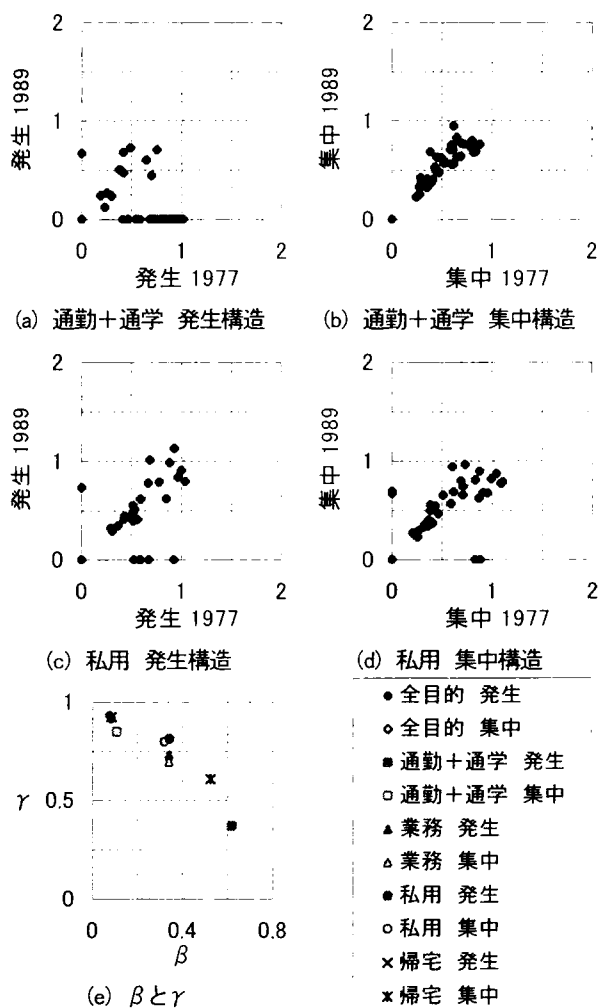 2
2
発生 1989
1
集中 1989
1
0
0
0
1
2
0
1
2
発生 1977
集中 1977
(a) 通勤+通学 発生構造
(b) 通勤+通学 集中構造
2
2
発生 1989
1
集中 1989
1
0
0
0
1
2
0
1
2
発生 1977
集中 1977
(c) 私用 発生構造
(d) 私用 集中構造
1
γ 0.5
0
0
0.4
0.8
β
(e) βとγ
全目的 発生
全目的 集中
通勤+通学 発生
通勤+通学 集中
業務 発生
業務 集中
私用 発生
私用 集中
帰宅 発生
帰宅 集中